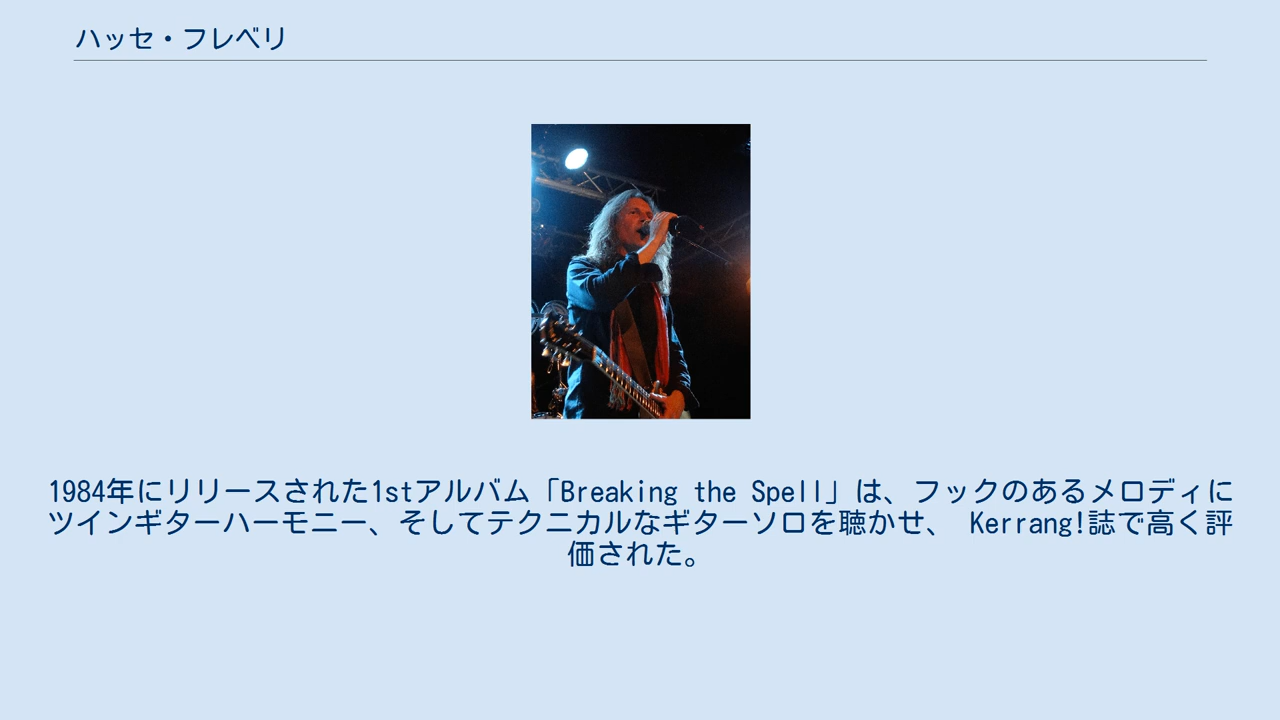 ハッセ・フレベリ
1984年にリリースされた1stアルバム「Breaking the Spell」は、フックのあるメロディに
ツインギターハーモニー、そしてテクニカルなギターソロを聴かせ、 Kerrang!誌で高く評
価された。